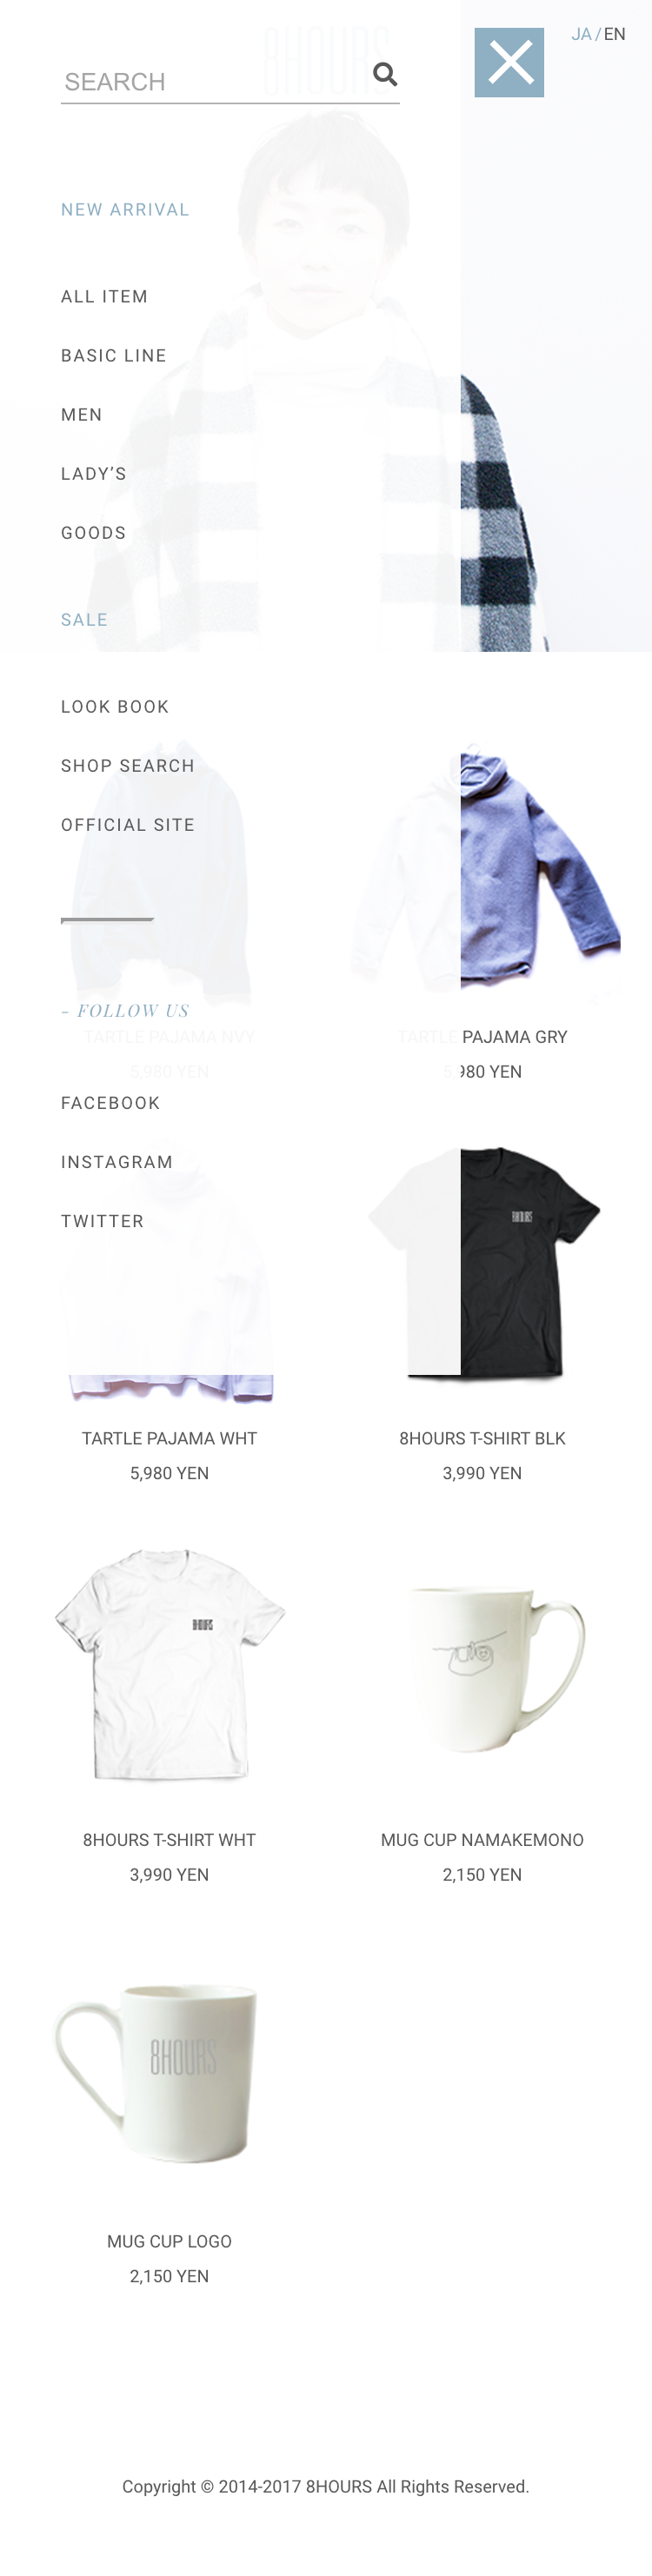 8HOURS
JA / EN
SEARCH
NEW ARRIVAL
ALL ITEM
BASIC LINE
MEN
LADY’S
GOODS
SALE
LOOK BOOK
SHOP SEARCH
OFFICIAL SITE
- FOLLOW US
TARTLE PAJAMA NVY
5,980 YEN
TARTLE PAJAMA GRY
5,980 YEN
FACEBOOK
INSTAGRAM
TWITTER
8HOURS
TARTLE PAJAMA WHT
5,980 YEN
8HOURS T-SHIRT BLK
3,990 YEN
8HOURS
8HOURS T-SHIRT WHT
3,990 YEN
MUG CUP NAMAKEMONO
2,150 YEN
8HOURS
MUG CUP LOGO
2,150 YEN
Copyright © 2014-2017 8HOURS All Rights Reserved.